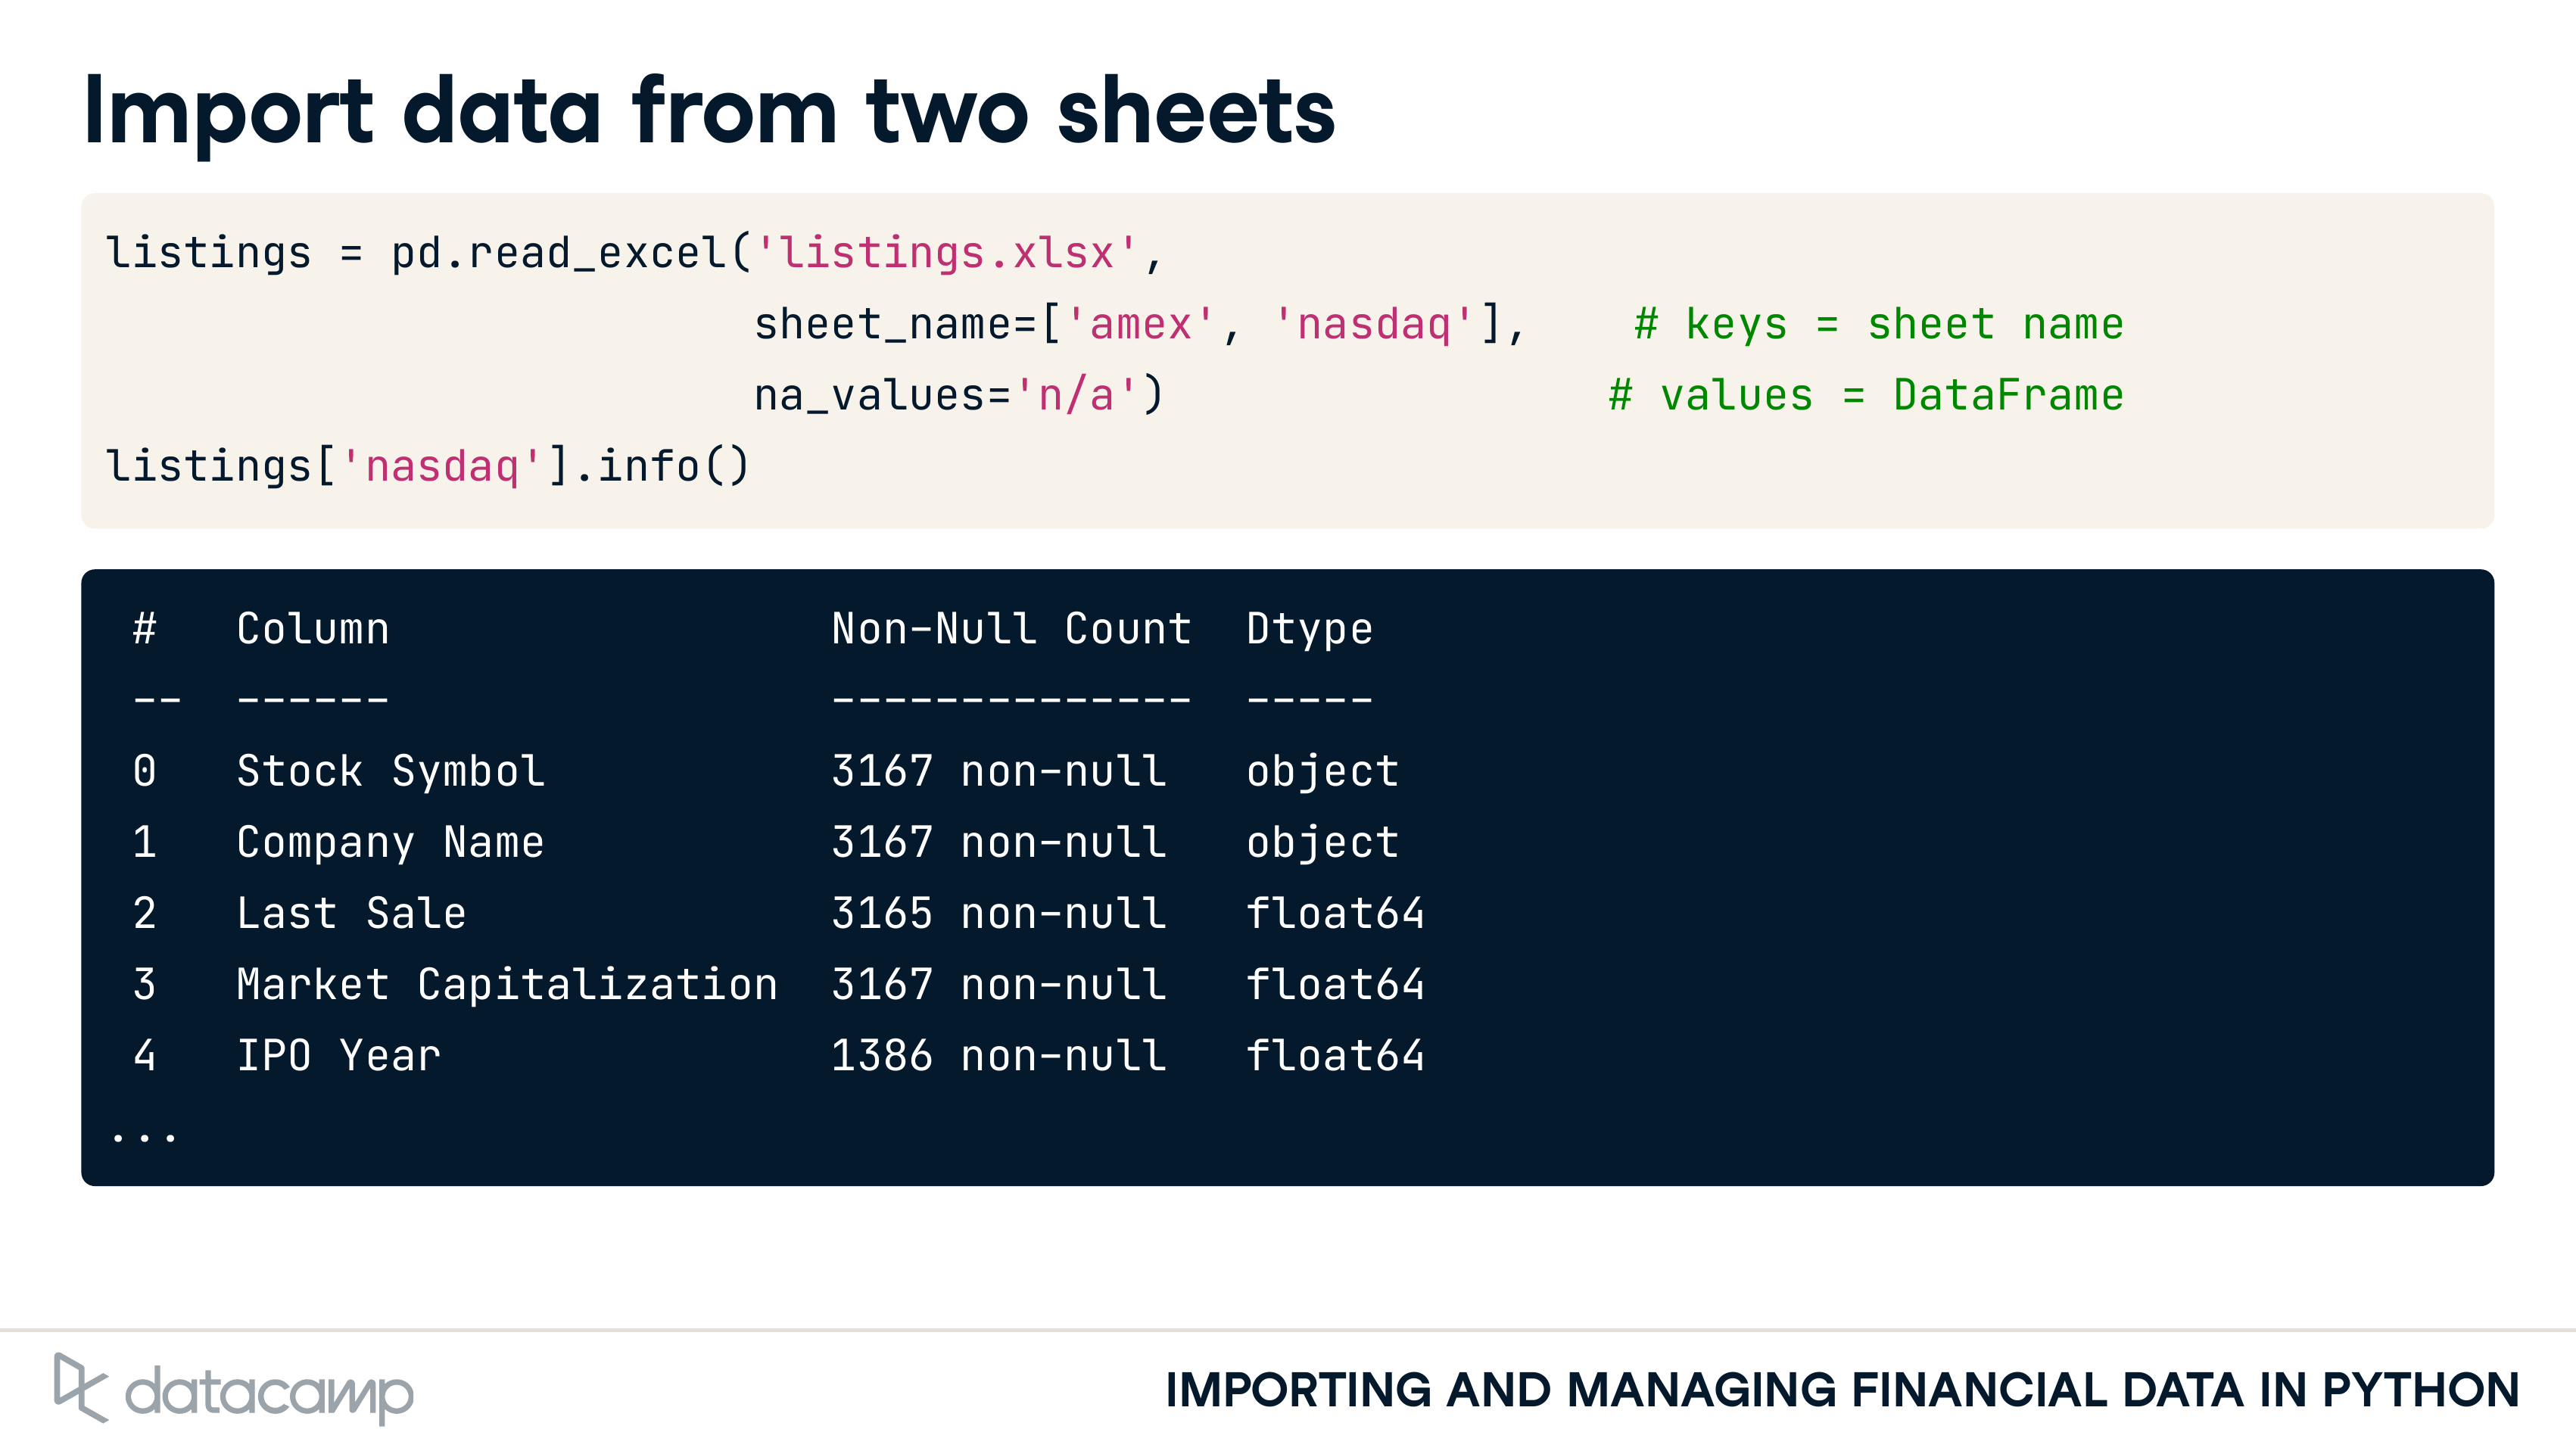 Import data from two sheets
listings = pd.read_excel('listings.xlsx',
                         sheet_name=['amex', 'nasdaq'],    # keys = sheet name
                         na_values='n/a')                 # values = DataFrame
listings['nasdaq'].info()
 #   Column                 Non-Null Count  Dtype
 --  ------                 --------------  -----
 0   Stock Symbol           3167 non-null   object
 1   Company Name           3167 non-null   object
 2   Last Sale              3165 non-null   float64
 3   Market Capitalization  3167 non-null   float64
 4   IPO Year               1386 non-null   float64
...
datacamp
IMPORTING AND MANAGING FINANCIAL DATA IN PYTHON